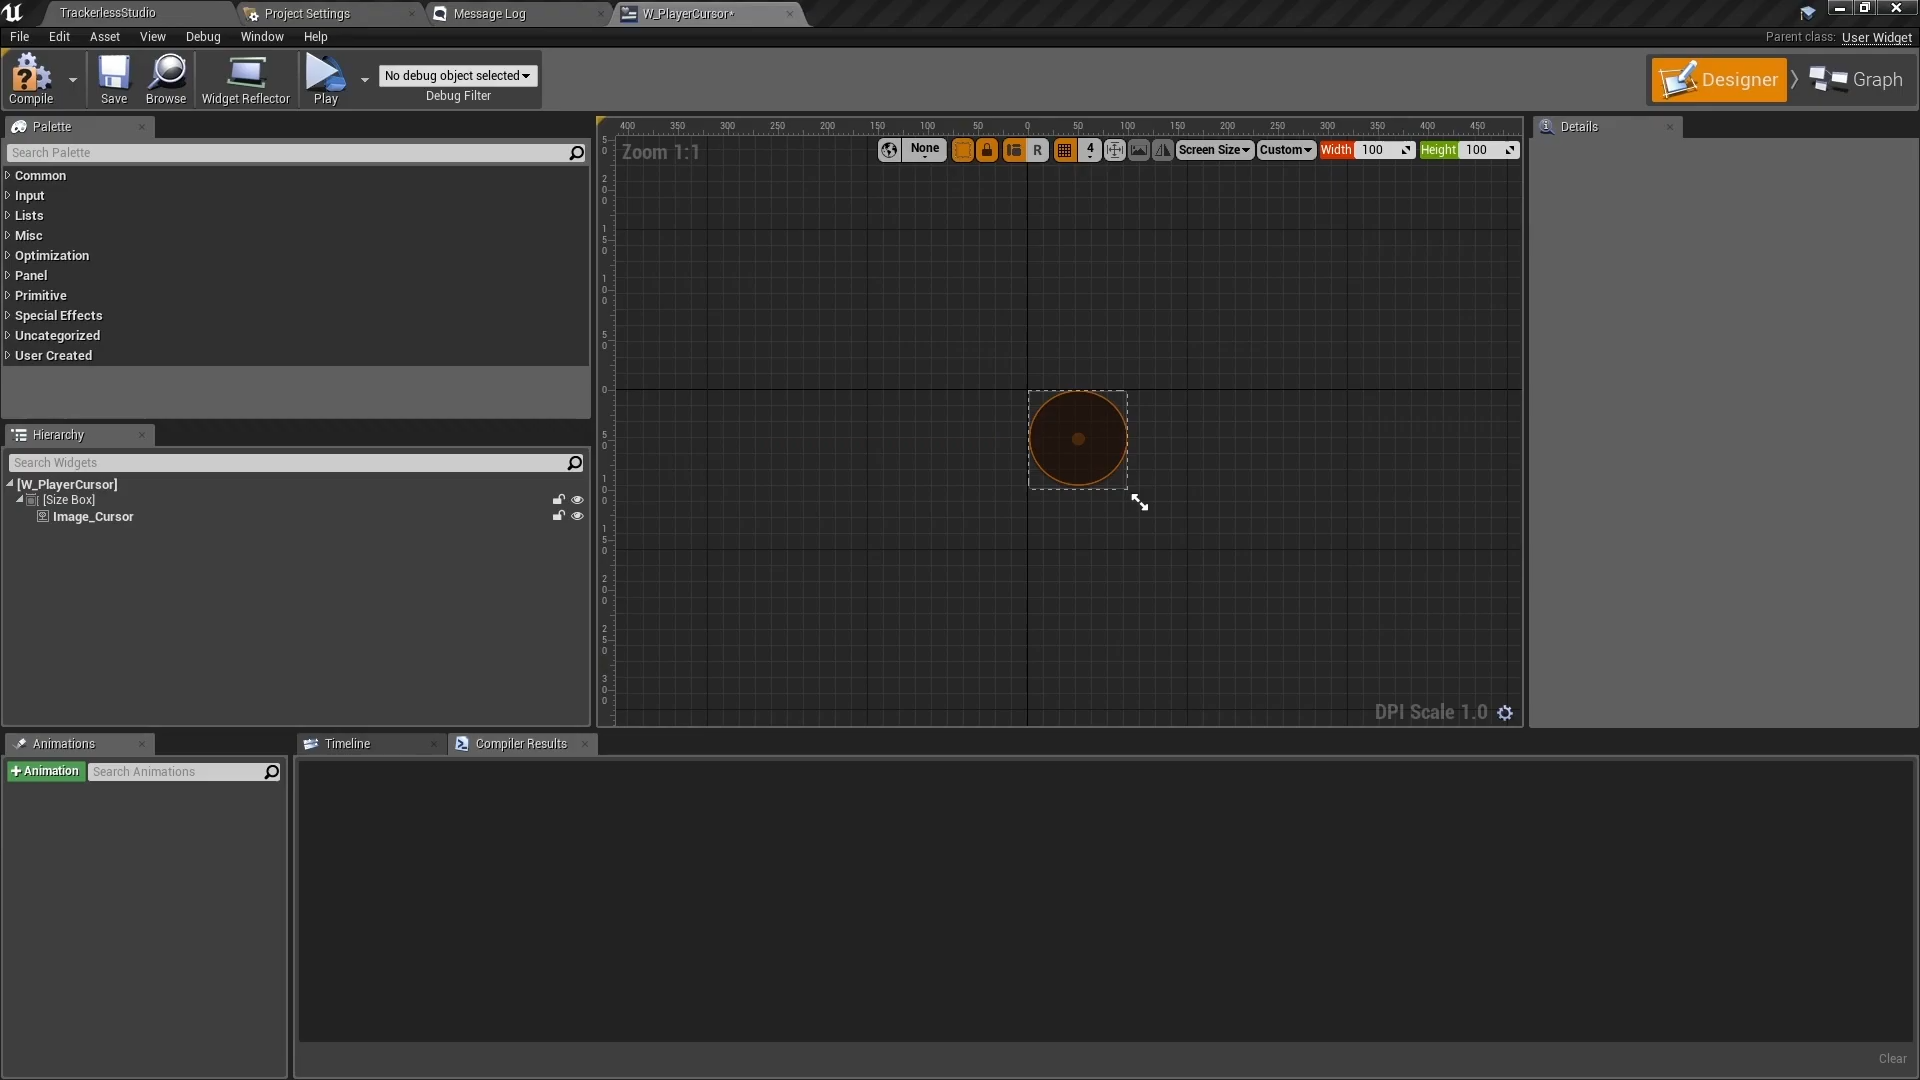 TrackerlessStudio
Project Settings
Message Log
W_PlayerCursor*
File Edit Asset View Debug Window Help
Parent class: User Widget
Compile
Save
Browse
Widget Reflector
Play
No debug object selected
Debug Filter
Designer
Graph
Palette
Search Palette
Common
Input
Lists
Misc
Optimization
Panel
Primitive
Special Effects
Uncategorized
User Created
Hierarchy
Search Widgets
[W_PlayerCursor]
[Size Box]
Image_Cursor
400 350 300 250 200 150 100 50 0 50 100 150 200 250 300 350 400 450
Zoom 1:1
None
R
4
Screen Size
Custom
Width 100
Height 100
50
200
150
100
50
0
50
100
150
200
250
300
DPI Scale 1.0
Details
Animations
+Animation
Search Animations
Timeline
Compiler Results
Clear